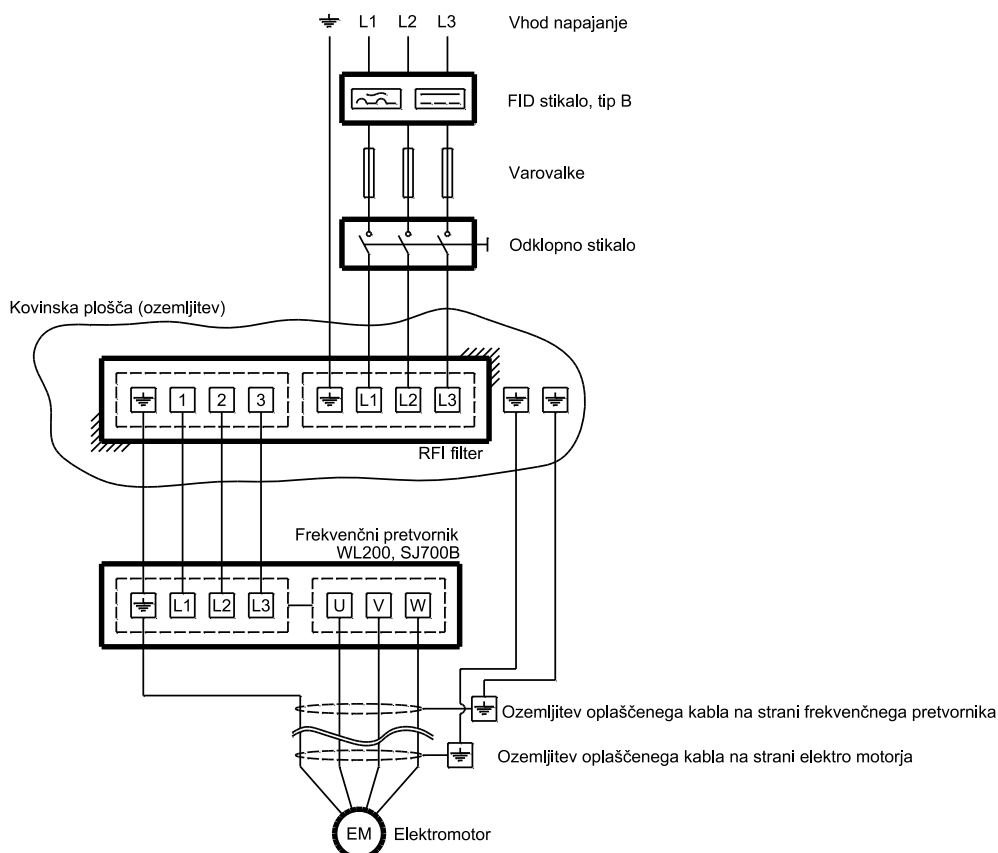 L1 L2 L3 Vhod napajanje
FID stikalo, tip B
Varovalke
Odklopno stikalo
Kovinska plošča (ozemljitev)
1 2 3 L1 L2 L3
RFI filter
Frekvenčni pretvornik
WL200, SJ700B
L1 L2 L3 U V W
Ozemljitev oplaščenega kabla na strani frekvenčnega pretvornika
Ozemljitev oplaščenega kabla na strani elektro motorja
EM Elektromotor